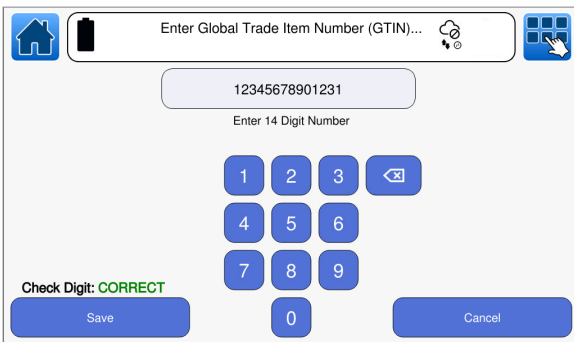 Enter Global Trade Item Number (GTIN)...
12345678901231
Enter 14 Digit Number
1 2 3
4 5 6
7 8 9
Check Digit: CORRECT
Save 0 Cancel